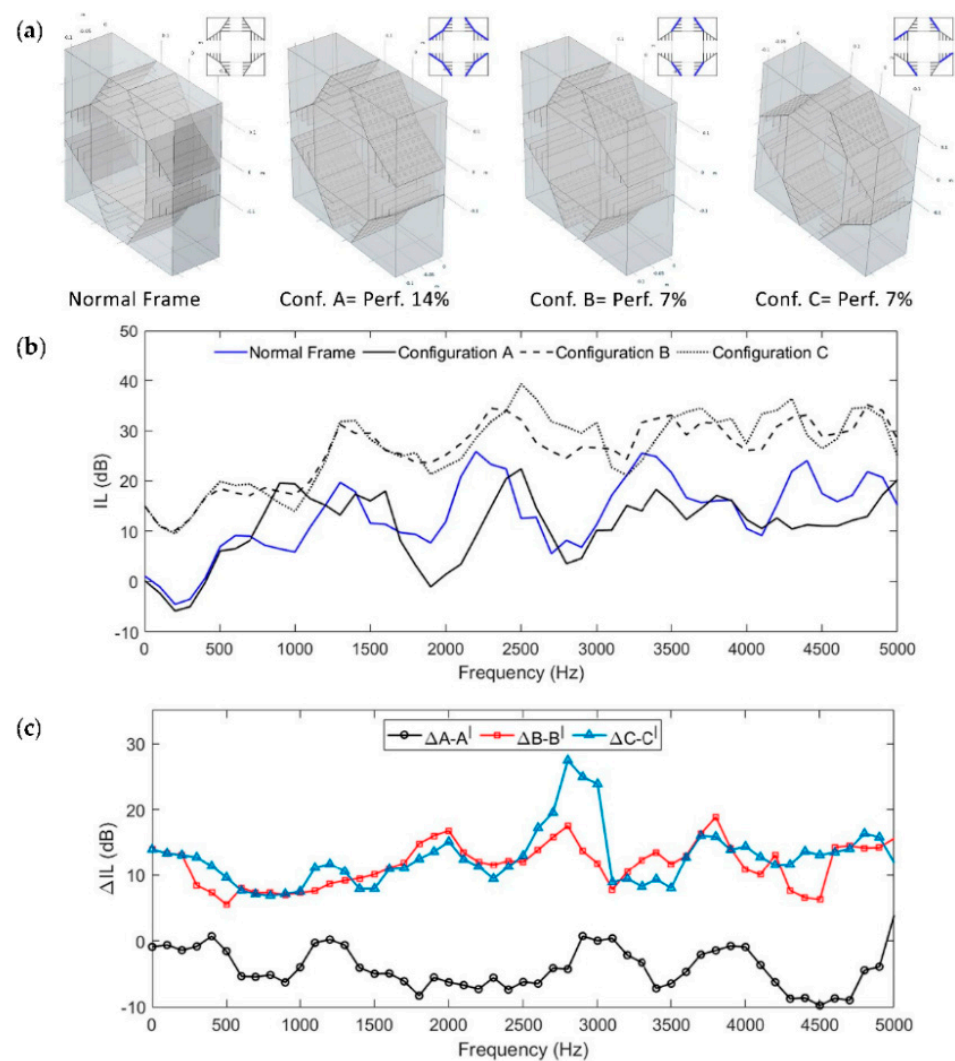 (a)
Normal Frame
Conf. A= Perf. 14%
Conf. B= Perf. 7%
Conf. C= Perf. 7%
(b)
50
40
30
20
10
0
-10
IL (dB)
Normal Frame Configuration A Configuration B Configuration C
0 500 1000 1500 2000 2500 3000 3500 4000 4500 5000
Frequency (Hz)
(c)
30
20
10
0
-10
ΔIL (dB)
ΔA-A| ΔB-B| ΔC-C|
0 500 1000 1500 2000 2500 3000 3500 4000 4500 5000
Frequency (Hz)